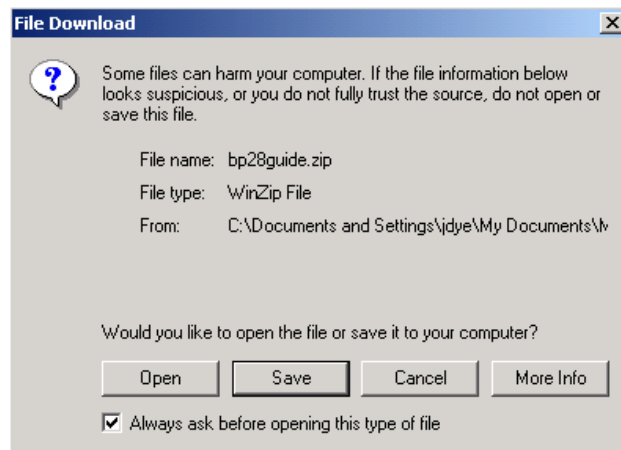 File Download
Some files can harm your computer. If the file information below
looks suspicious, or you do not fully trust the source, do not open or
save this file.
File name: bp28guide.zip
File type: WinZip File
From: C:\Documents and Settings\jdye\My Documents\
Would you like to open the file or save it to your computer?
Open Save Cancel More Info
Always ask before opening this type of file